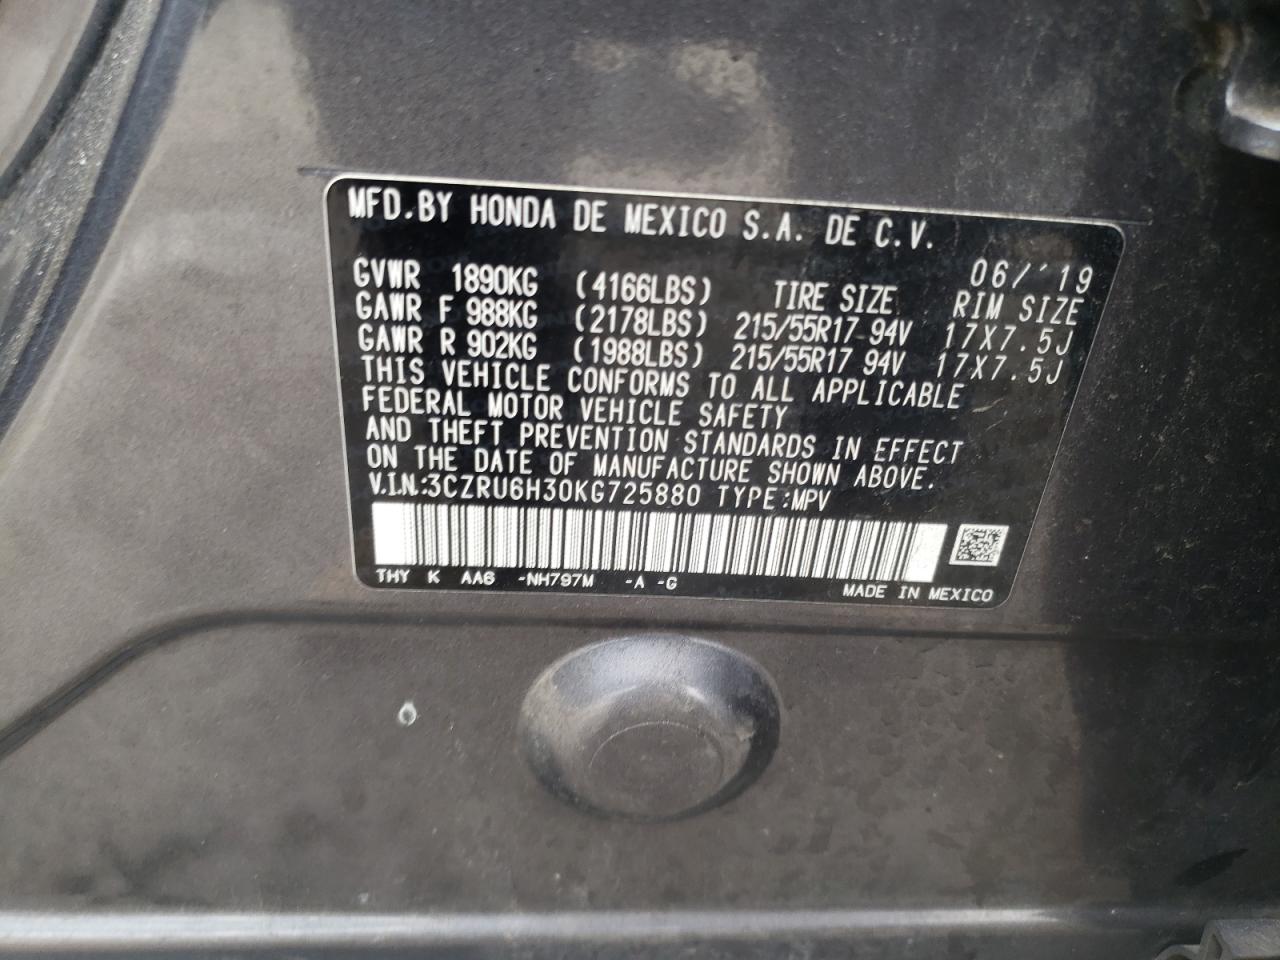 MFD.BY HONDA DE MEXICO S.A. DE C.V.
06/'19
GVWR 1890KG (4166LBS) TIRE SIZE RIM SIZE
GAWR F 988KG (2178LBS) 215/55R17 94V 17X7.5J
GAWR R 902KG (1988LBS) 215/55R17 94V 17X7.5J
THIS VEHICLE CONFORMS TO ALL APPLICABLE
FEDERAL MOTOR VEHICLE SAFETY
AND THEFT PREVENTION STANDARDS IN EFFECT
ON THE DATE OF MANUFACTURE SHOWN ABOVE.
V.I.N.:3CZRU6H30KG725880 TYPE:MPV
THY K AA6 -NH797M -A -G MADE IN MEXICO